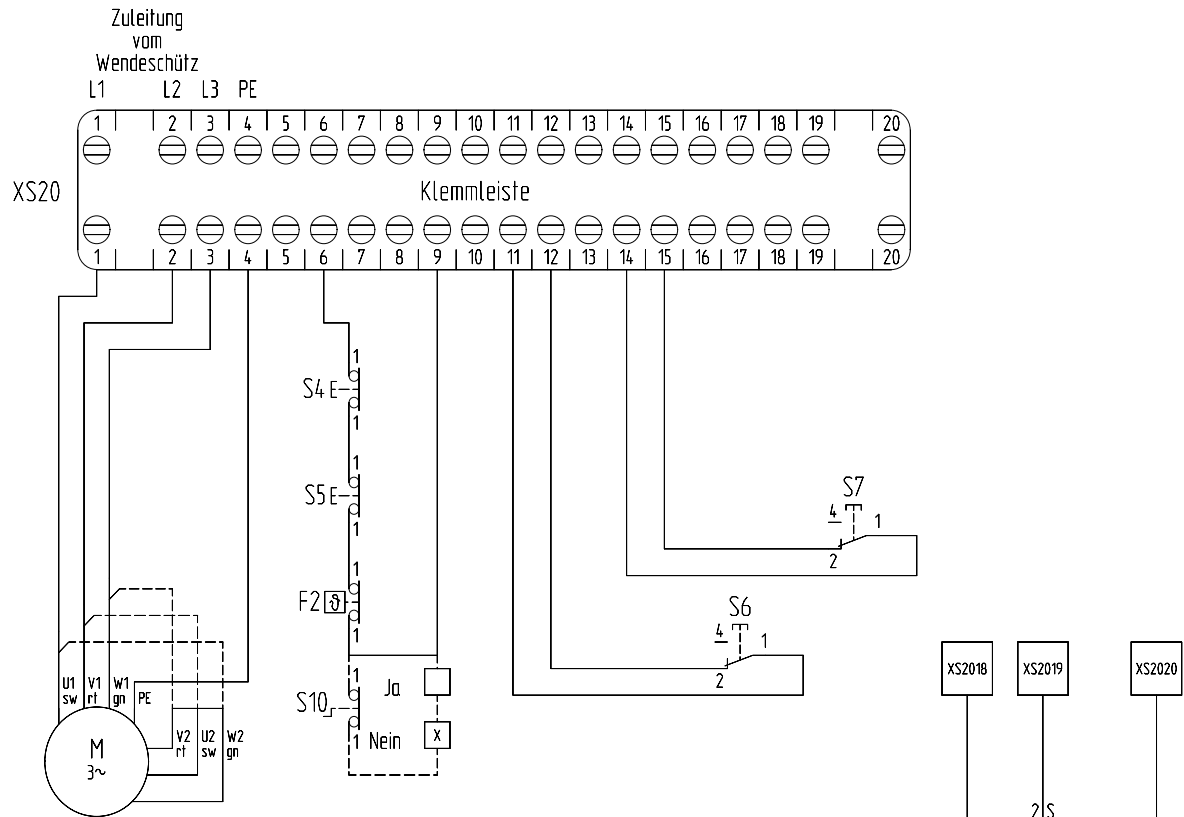 Zuleitung
vom
Wendeschütz
L1 L2 L3 PE
1 2 3 4 5 6 7 8 9 10 11 12 13 14 15 16 17 18 19 20
XS20 Klemmleiste
1 2 3 4 5 6 7 8 9 10 11 12 13 14 15 16 17 18 19 20
1
S4 E
1
1
S5 E
1
S7
4 1
2
1
F2 ϑ
1
S6
4 1
2
XS2018 XS2019 XS2020
U1 V1 W1
sw rt gn PE
1
S10
1
Ja
Nein X
V2 U2 W2
rt sw gn
M
3~
2 S